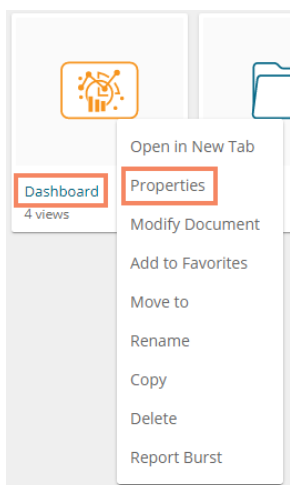 Dashboard
4 views
Open in New Tab
Properties
Modify Document
Add to Favorites
Move to
Rename
Copy
Delete
Report Burst